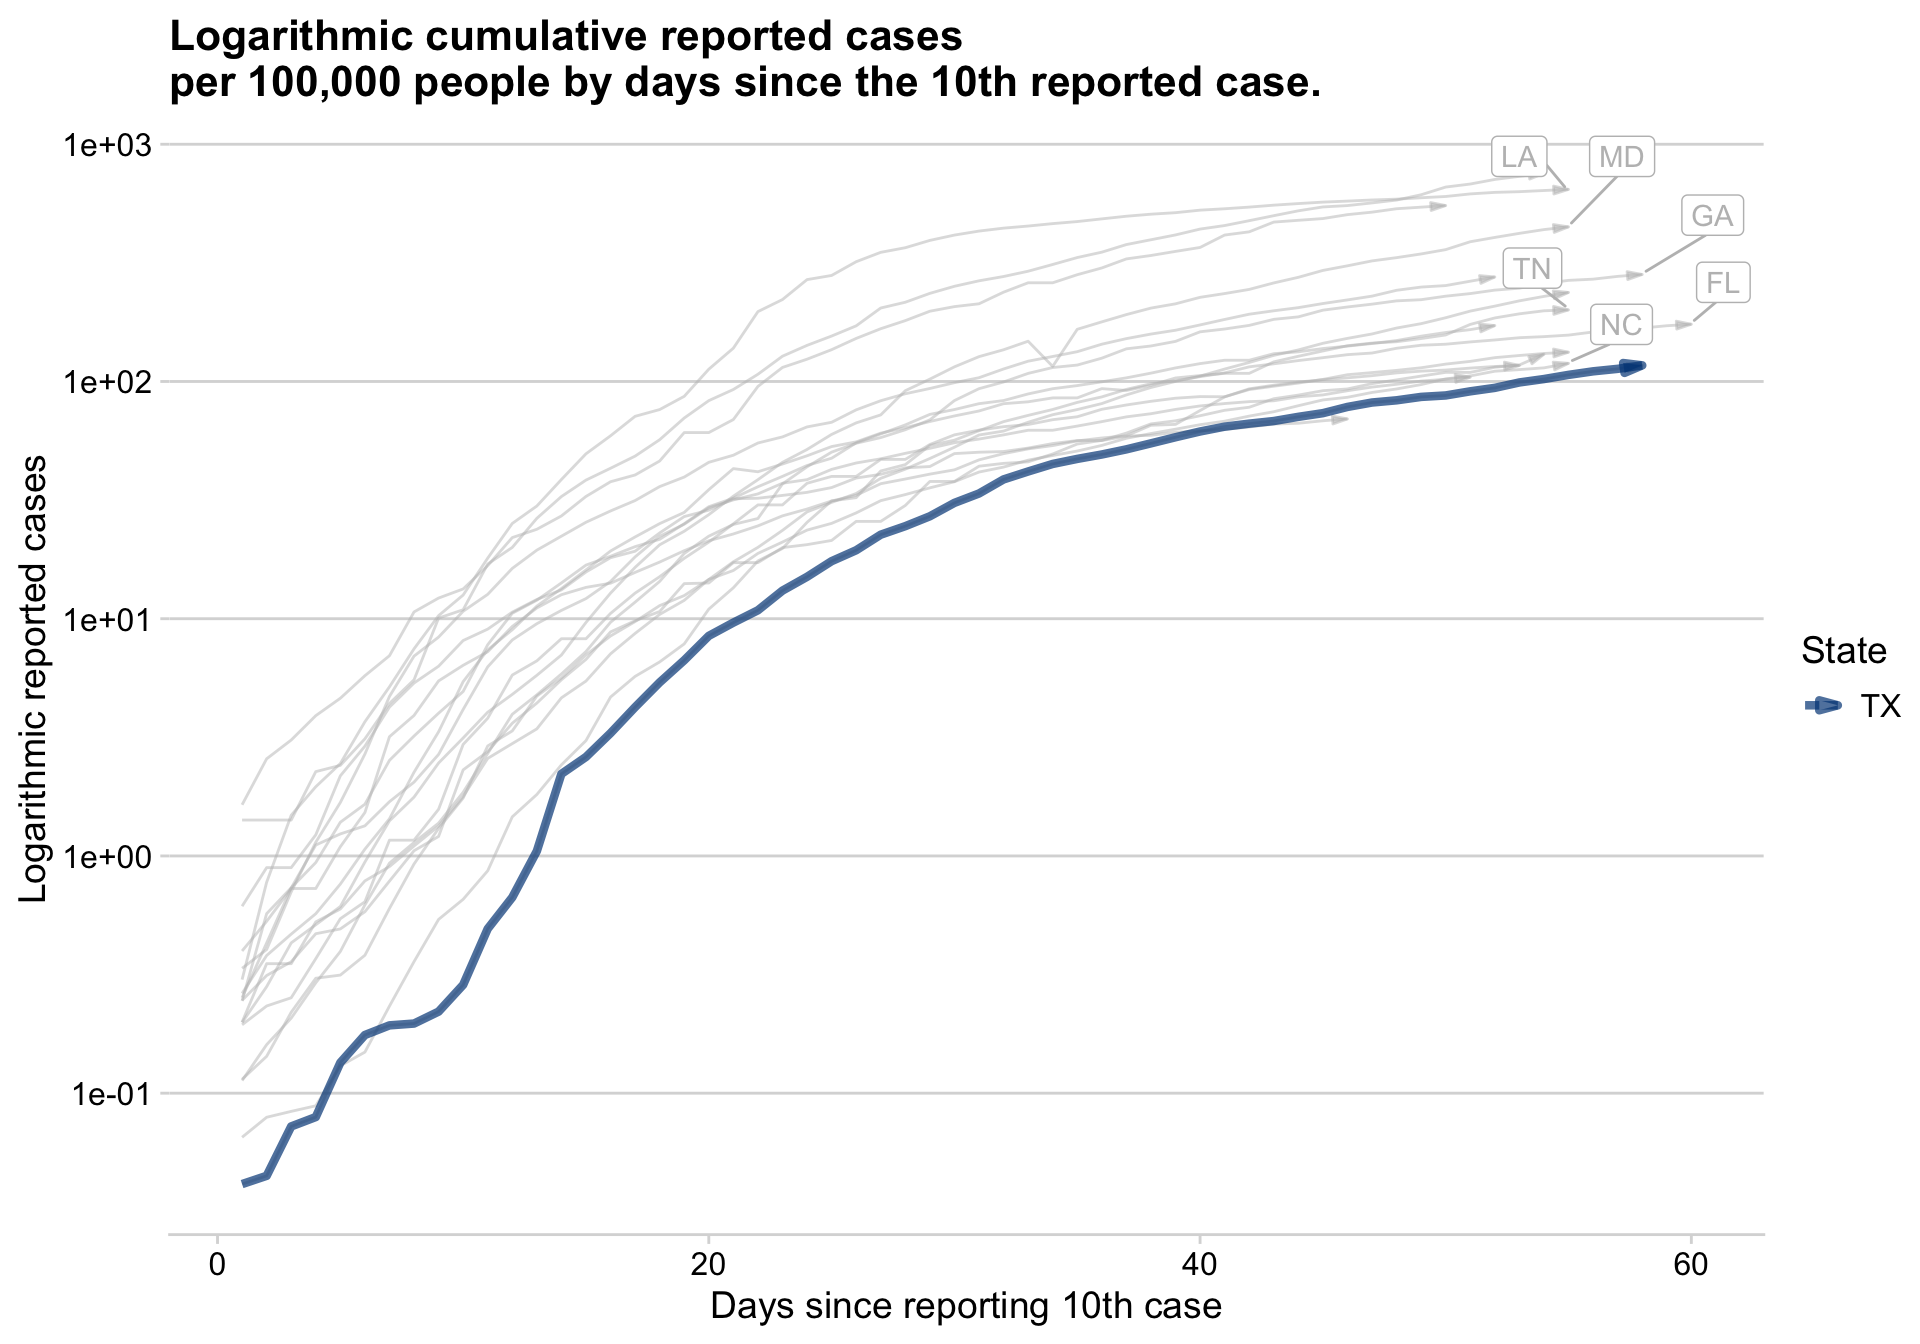 Logarithmic cumulative reported cases
per 100,000 people by days since the 10th reported case.
1e+03
1e+02
1e+01
1e+00
1e-01
Logarithmic reported cases
LA
MD
GA
TN
FL
NC
State
TX
0
20
40
60
Days since reporting 10th case